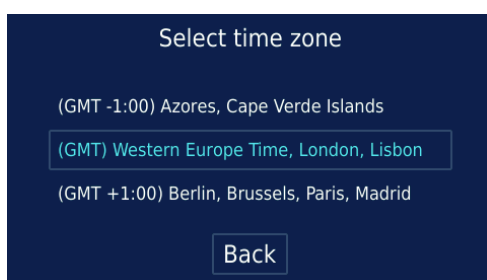 Select time zone
(GMT -1:00) Azores, Cape Verde Islands
(GMT) Western Europe Time, London, Lisbon
(GMT +1:00) Berlin, Brussels, Paris, Madrid
Back